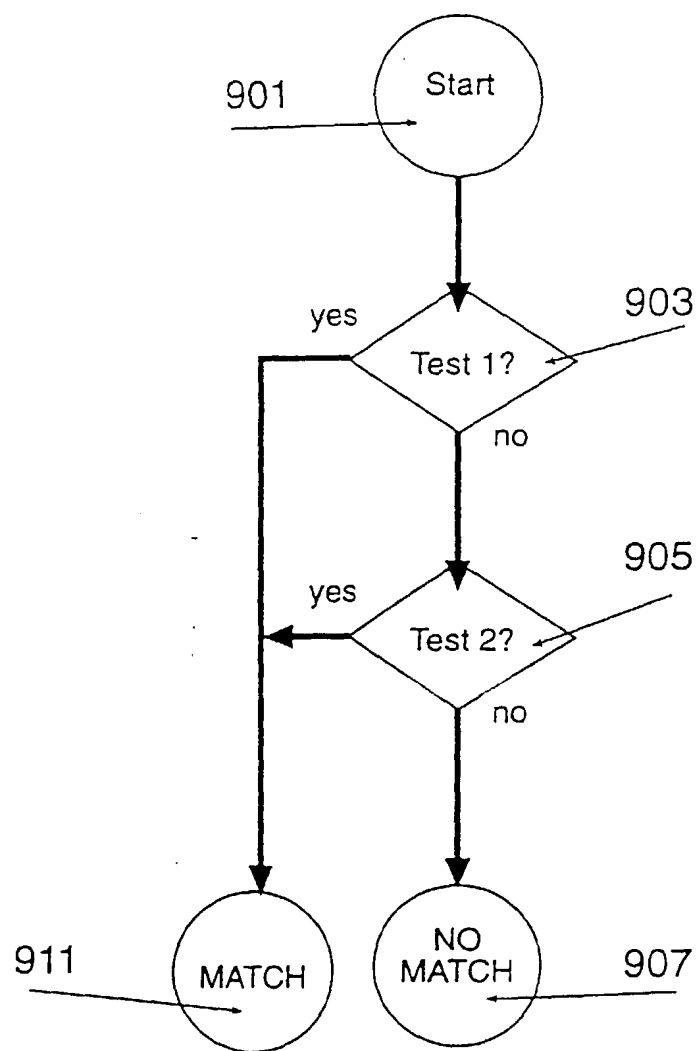 Start
901
903
yes
Test 1?
no
905
yes
Test 2?
no
911
MATCH
NO
MATCH
907